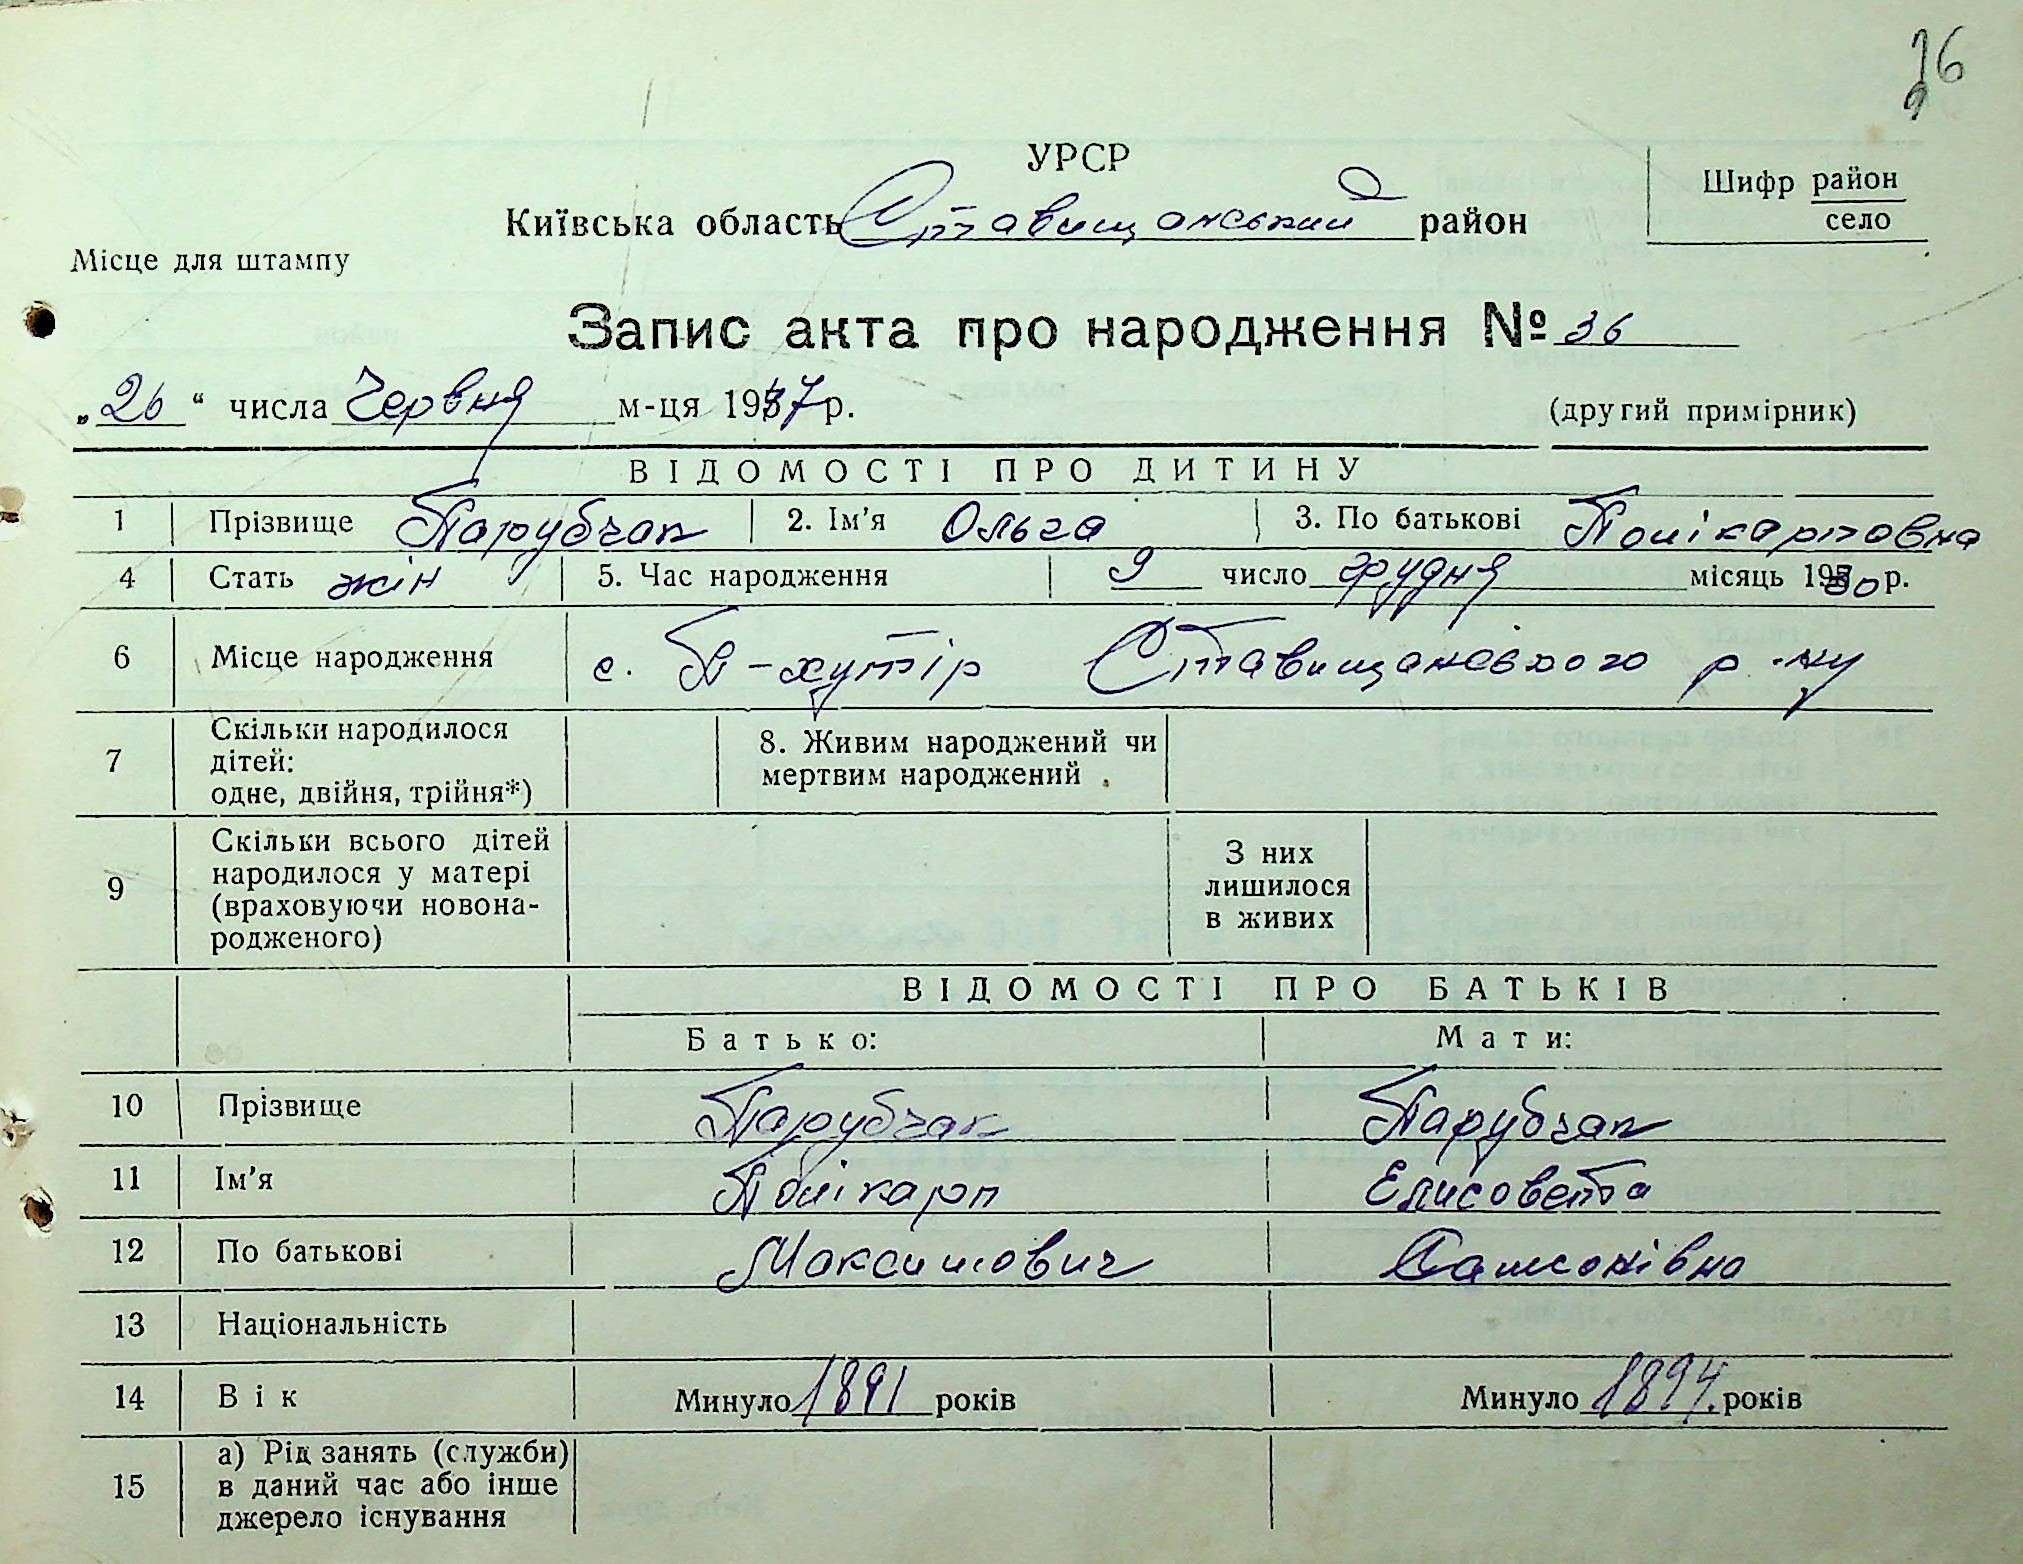 26
УРСР
Київська область Ставищанський район
Шифр район
село
Місце для штампу
Запис акта про народження № 36
„26“ числа Червня м-ця 1957 р.
(другий примірник)
ВІДОМОСТІ ПРО ДИТИНУ
1 Прізвище Парубчак 2. Ім'я Ольга 3. По батькові Полікарповна
4 Стать жін 5. Час народження 9 число грудня місяць 1930 р.
6 Місце народження с. П-хутір Ставищанського р-ну
7 Скільки народилося дітей: одне, двійня, трійня*) 8. Живим народжений чи мертвим народжений
9 Скільки всього дітей народилося у матері (враховуючи новона-родженого) З них лишилося в живих
ВІДОМОСТІ ПРО БАТЬКІВ
Батько: Мати:
10 Прізвище Парубчак Парубчак
11 Ім'я Полікарп Елисовета
12 По батькові Максимович Самсонівна
13 Національність
14 Вік Минуло 1891 років Минуло 1894. років
15 а) Рід занять (служби) в даний час або інше джерело існування